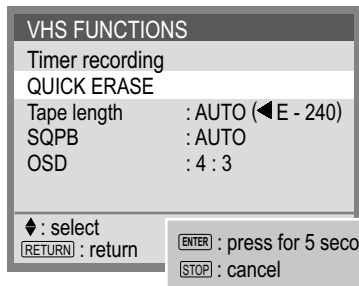 VHS FUNCTIONS
Timer recording
QUICK ERASE
Tape length : AUTO (◀E - 240)
SQPB : AUTO
OSD : 4 : 3
: select
RETURN : return
ENTER : press for 5 seco
STOP : cancel